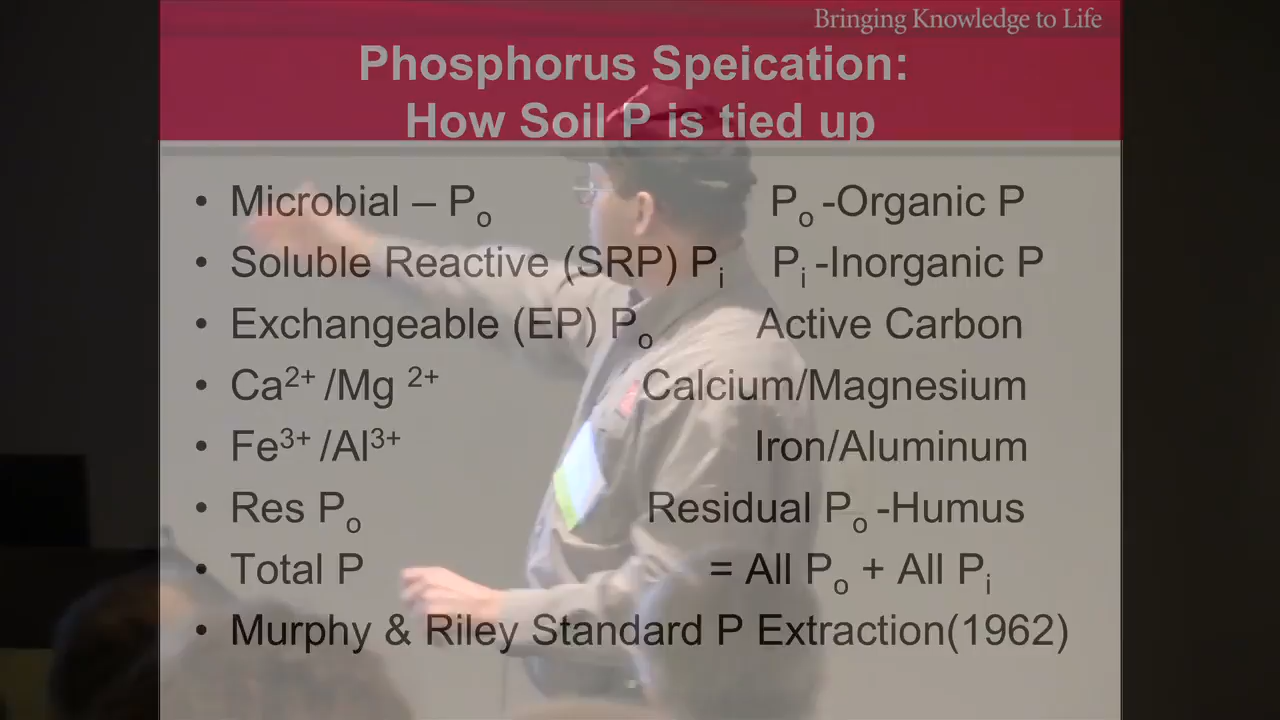 Bringing Knowledge to Life
Phosphorus Speication:
How Soil P is tied up
• Microbial – Pₒ Pₒ -Organic P
• Soluble Reactive (SRP) Pᵢ Pᵢ -Inorganic P
• Exchangeable (EP) Pₒ Active Carbon
• Ca²⁺ /Mg ²⁺ Calcium/Magnesium
• Fe³⁺ /Al³⁺ Iron/Aluminum
• Res Pₒ Residual Pₒ -Humus
• Total P = All Pₒ + All Pᵢ
• Murphy & Riley Standard P Extraction(1962)